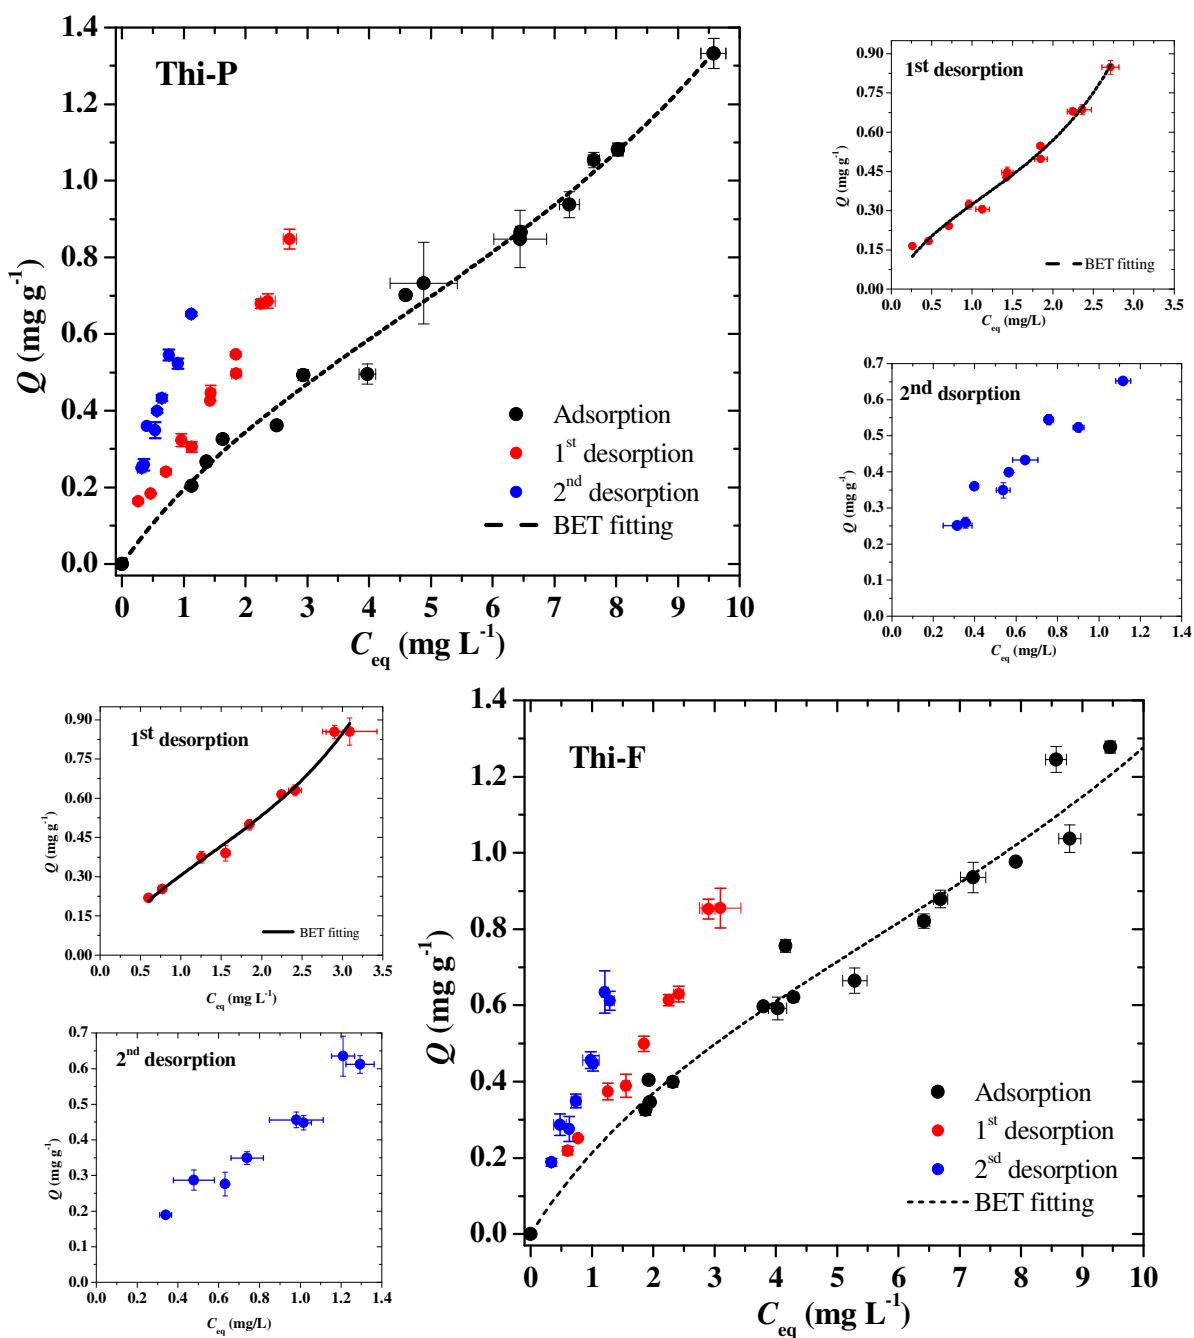 Thi-P
1.4
1.2
1.0
0.8
0.6
0.4
0.2
0.0
Q (mg g-1)
0 1 2 3 4 5 6 7 8 9 10
Ceq (mg L-1)
Adsorption
1st desorption
2nd desorption
BET fitting
1st desorption
0.90
0.75
0.60
0.45
0.30
0.15
0.00
Q (mg g-1)
BET fitting
0.0 0.5 1.0 1.5 2.0 2.5 3.0 3.5
Ceq (mg/L)
2nd dsorption
0.7
0.6
0.5
0.4
0.3
0.2
0.1
0.0
Q (mg g-1)
0.0 0.2 0.4 0.6 0.8 1.0 1.2 1.4
Ceq (mg/L)
1st desorption
0.90
0.75
0.60
0.45
0.30
0.15
0.00
Q (mg g-1)
BET fitting
0.0 0.5 1.0 1.5 2.0 2.5 3.0 3.5
Ceq (mg L-1)
2nd desorption
0.7
0.6
0.5
0.4
0.3
0.2
0.1
0.0
Q (mg g-1)
0.0 0.2 0.4 0.6 0.8 1.0 1.2 1.4
Ceq (mg/L)
Thi-F
1.4
1.2
1.0
0.8
0.6
0.4
0.2
0.0
Q (mg g-1)
Adsorption
1st desorption
2sd desorption
BET fitting
0 1 2 3 4 5 6 7 8 9 10
Ceq (mg L-1)